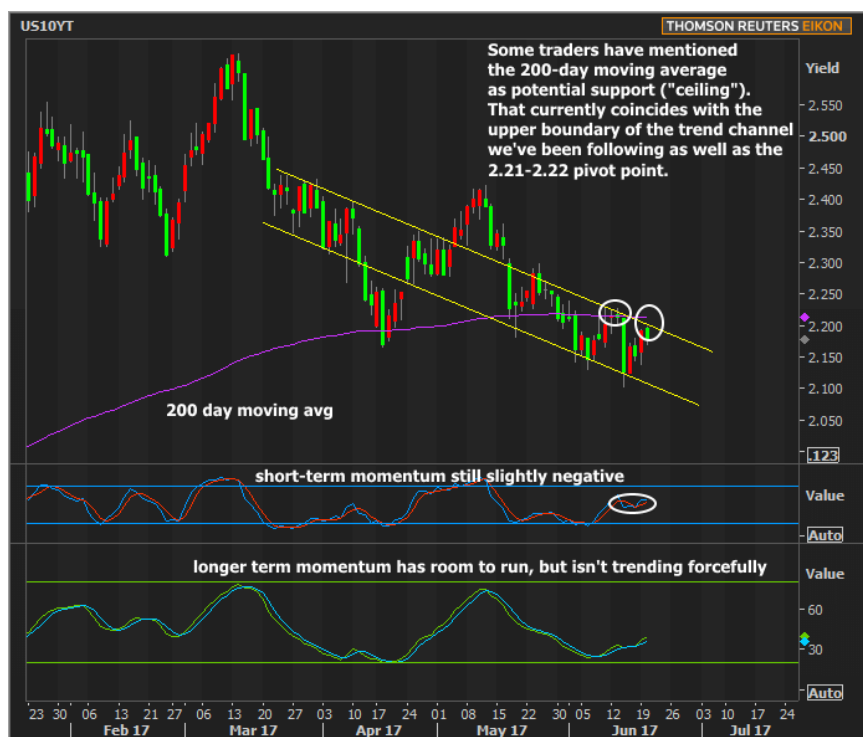 US10YT
THOMSON REUTERS EIKON
Some traders have mentioned
the 200-day moving average
as potential support ("ceiling").
That currently coincides with the
upper boundary of the trend channel
we've been following as well as the
2.21-2.22 pivot point.
Yield
2.550
2.500
2.450
2.400
2.350
2.300
2.250
2.200
2.150
2.100
2.050
.123
200 day moving avg
short-term momentum still slightly negative
Value
Auto
longer term momentum has room to run, but isn't trending forcefully
Value
60
30
Auto
23 30 06 13 21 27 06 13 20 27 03 10 17 24 01 08 15 22 30 05 12 19 26 03 10 17 24
Feb 17 Mar 17 Apr 17 May 17 Jun 17 Jul 17